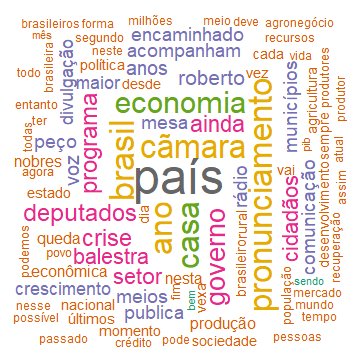 brasileiros forma milhões meio deve agronegócio
mês segundo encaminhado recursos
brasileira neste acompanham cada vida
todo divulgação política anos roberto vez municípios agricultura sempre produtores
maior desde produtor
entanto programa economia
ter brasil mesa ainda pronunciamento
todas peço câmara pib atual
nobres voz país vai desenvolvimento assim
agora rádio cidadãos comunicação recuperação
estado dia ano casa governo brasileiro rural
deputados
podemos queda crise
povo balestra setor nesta
econômica fim bem vexa população sendo
crescimento meios mercado
nesse nacional publica produção mundo
possível últimos momento sociedade tempo
passado crédito pode pessoas